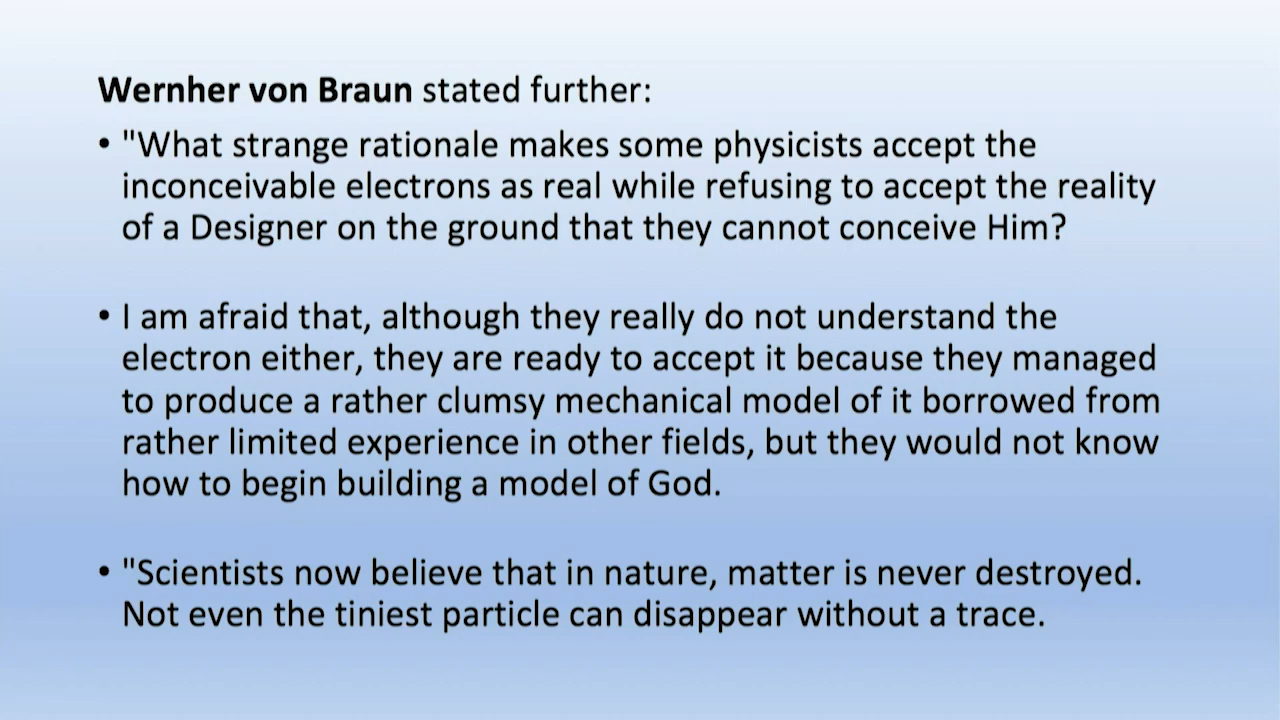 Wernher von Braun stated further:
• "What strange rationale makes some physicists accept the
inconceivable electrons as real while refusing to accept the reality
of a Designer on the ground that they cannot conceive Him?
• I am afraid that, although they really do not understand the
electron either, they are ready to accept it because they managed
to produce a rather clumsy mechanical model of it borrowed from
rather limited experience in other fields, but they would not know
how to begin building a model of God.
• "Scientists now believe that in nature, matter is never destroyed.
Not even the tiniest particle can disappear without a trace.